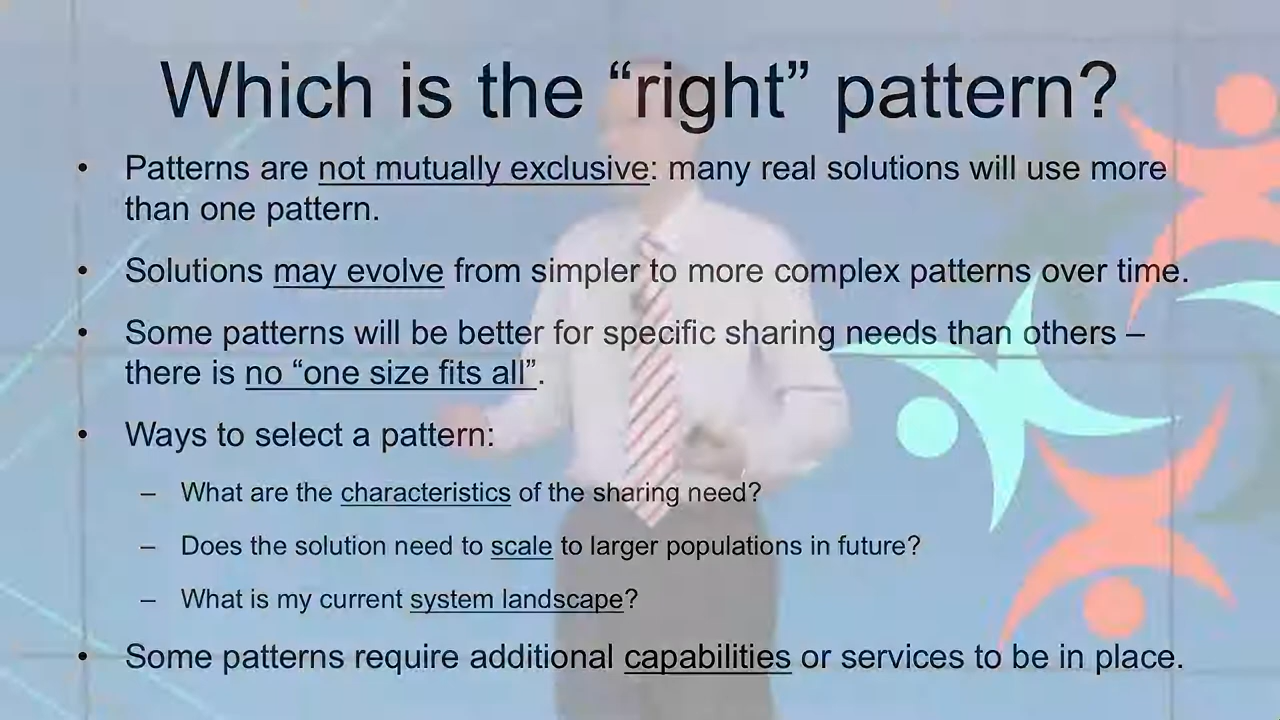 Which is the “right” pattern?
• Patterns are not mutually exclusive: many real solutions will use more
than one pattern.
• Solutions may evolve from simpler to more complex patterns over time.
• Some patterns will be better for specific sharing needs than others –
there is no “one size fits all”.
• Ways to select a pattern:
– What are the characteristics of the sharing need?
– Does the solution need to scale to larger populations in future?
– What is my current system landscape?
• Some patterns require additional capabilities or services to be in place.